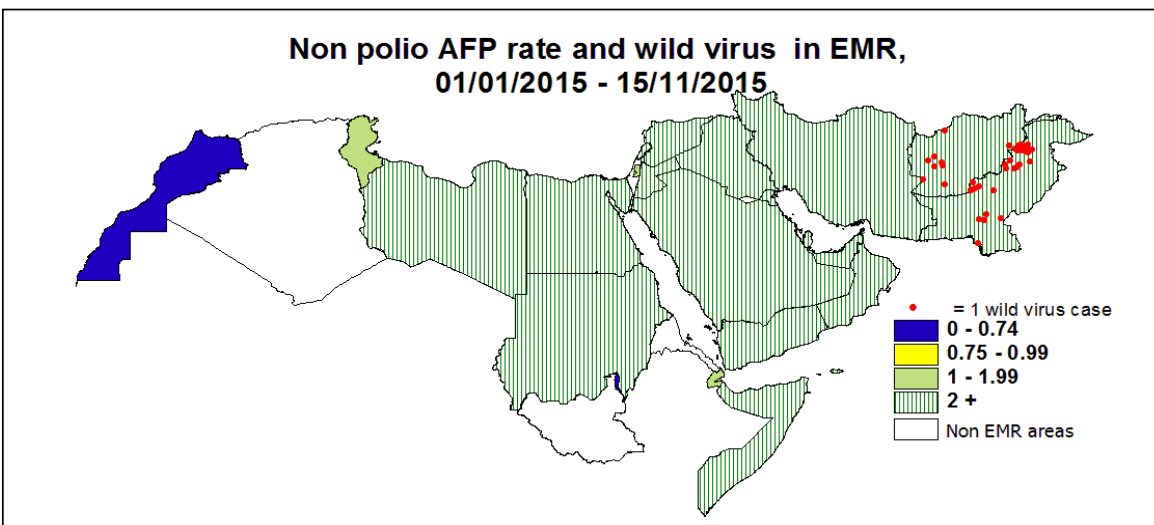 Non polio AFP rate and wild virus in EMR,
01/01/2015 - 15/11/2015
= 1 wild virus case
0 - 0.74
0.75 - 0.99
1 - 1.99
2 +
Non EMR areas